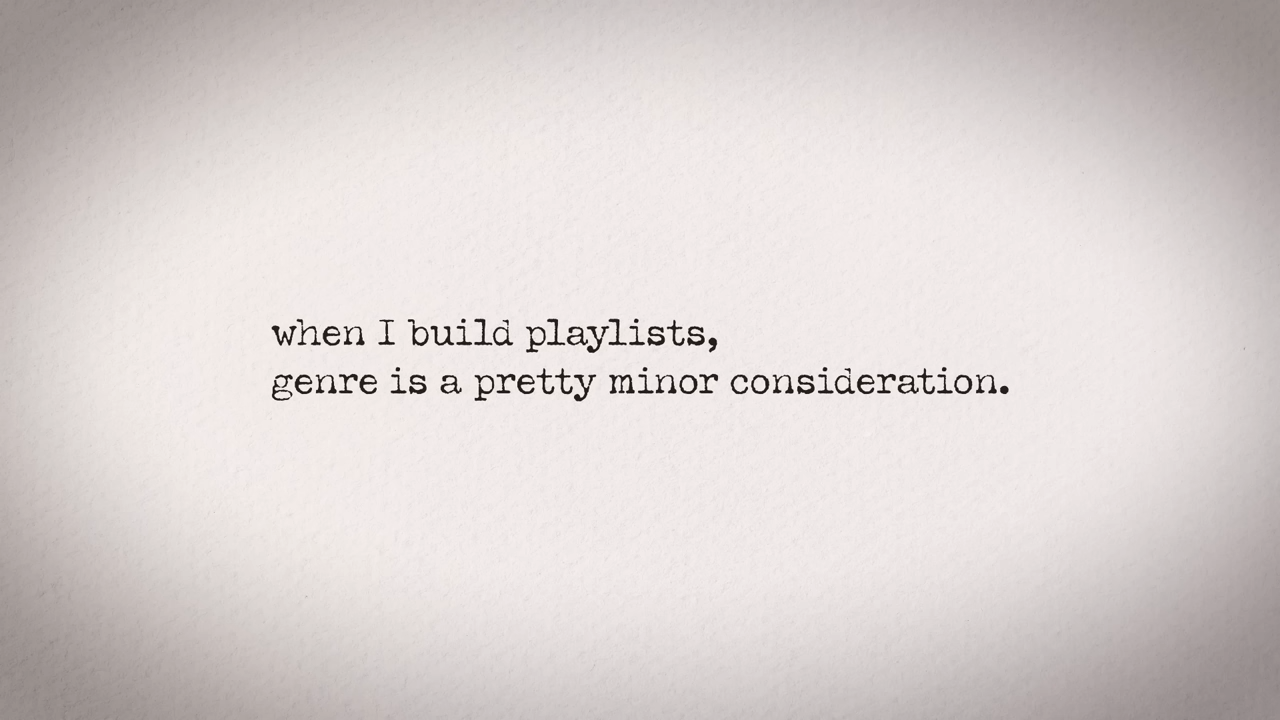 when I build playlists,
genre is a pretty minor consideration.